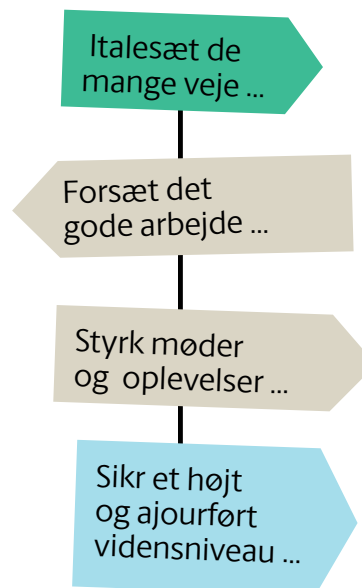 Italesæt de
mange veje ...
Forsæt det
gode arbejde ...
Styrk møder
og oplevelser ...
Sikr et højt
og ajourført
vidensniveau ...